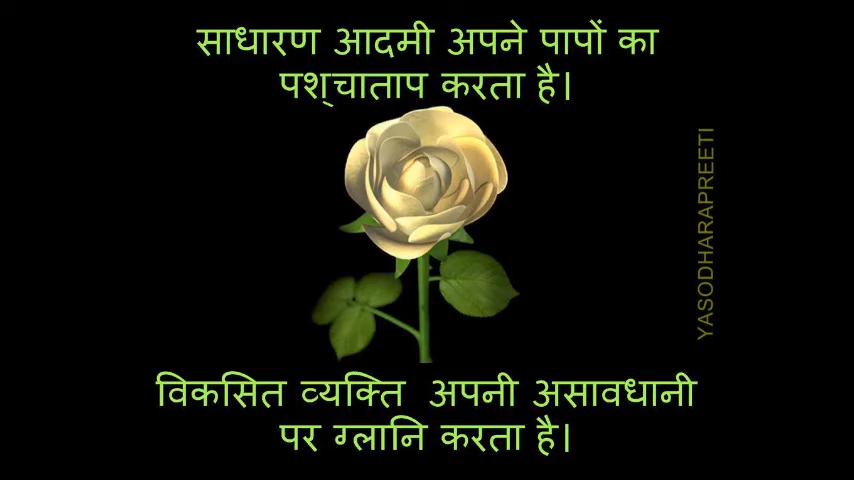 साधारण आदमी अपने पापों का
पश्चाताप करता है।
YASODHARAPREETI
विकसित व्यक्ति अपनी असावधानी
पर ग्लानि करता है।